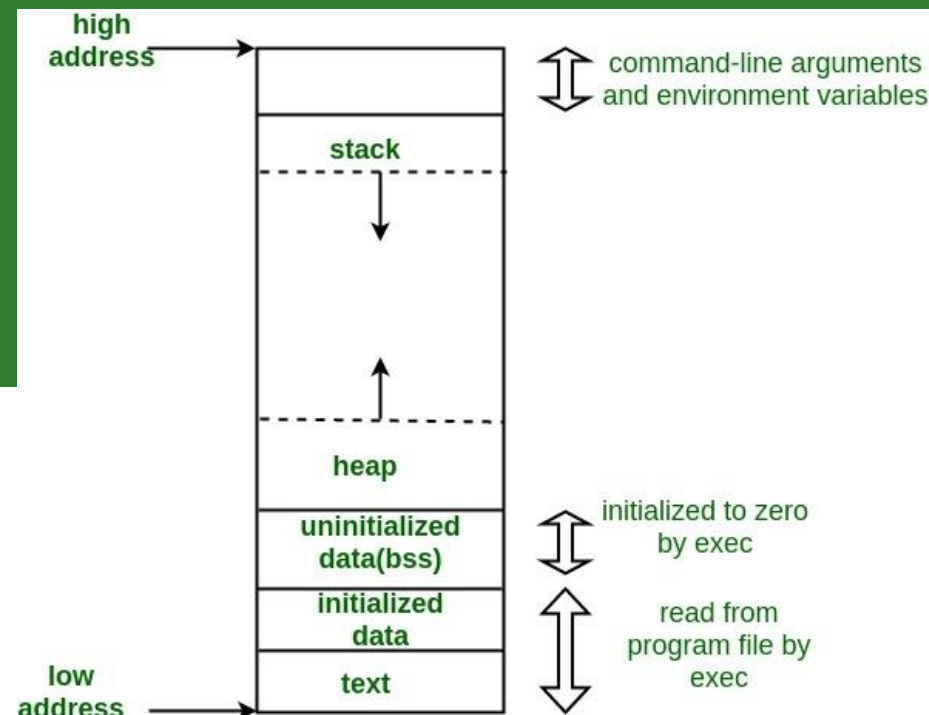 high
address
command-line arguments
and environment variables
stack
heap
uninitialized
data(bss)
initialized to zero
by exec
initialized
data
read from
program file by
exec
text
low
address